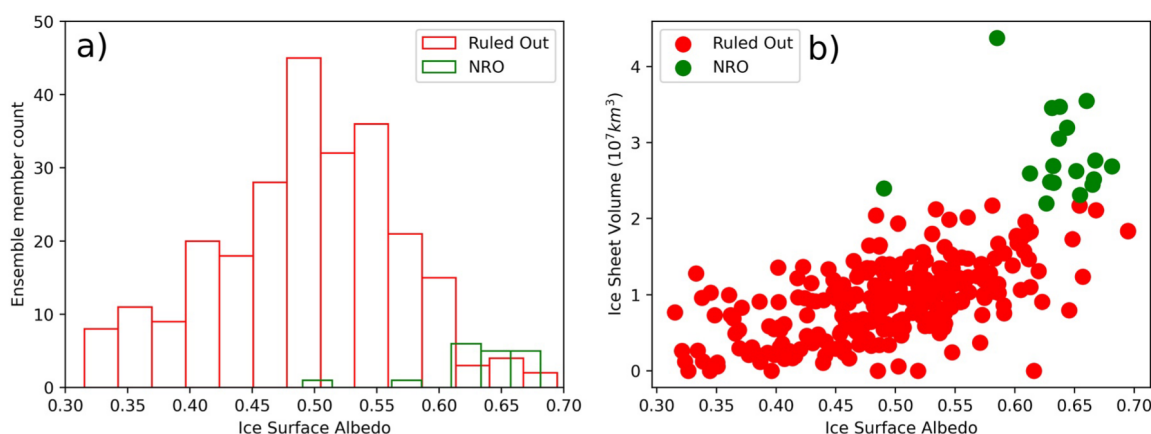 a)
Ruled Out
NRO
50
40
30
20
10
0
Ensemble member count
0.30 0.35 0.40 0.45 0.50 0.55 0.60 0.65 0.70
Ice Surface Albedo
b)
Ruled Out
NRO
4
3
2
1
0
Ice Sheet Volume (10⁷km³)
0.30 0.35 0.40 0.45 0.50 0.55 0.60 0.65 0.70
Ice Surface Albedo